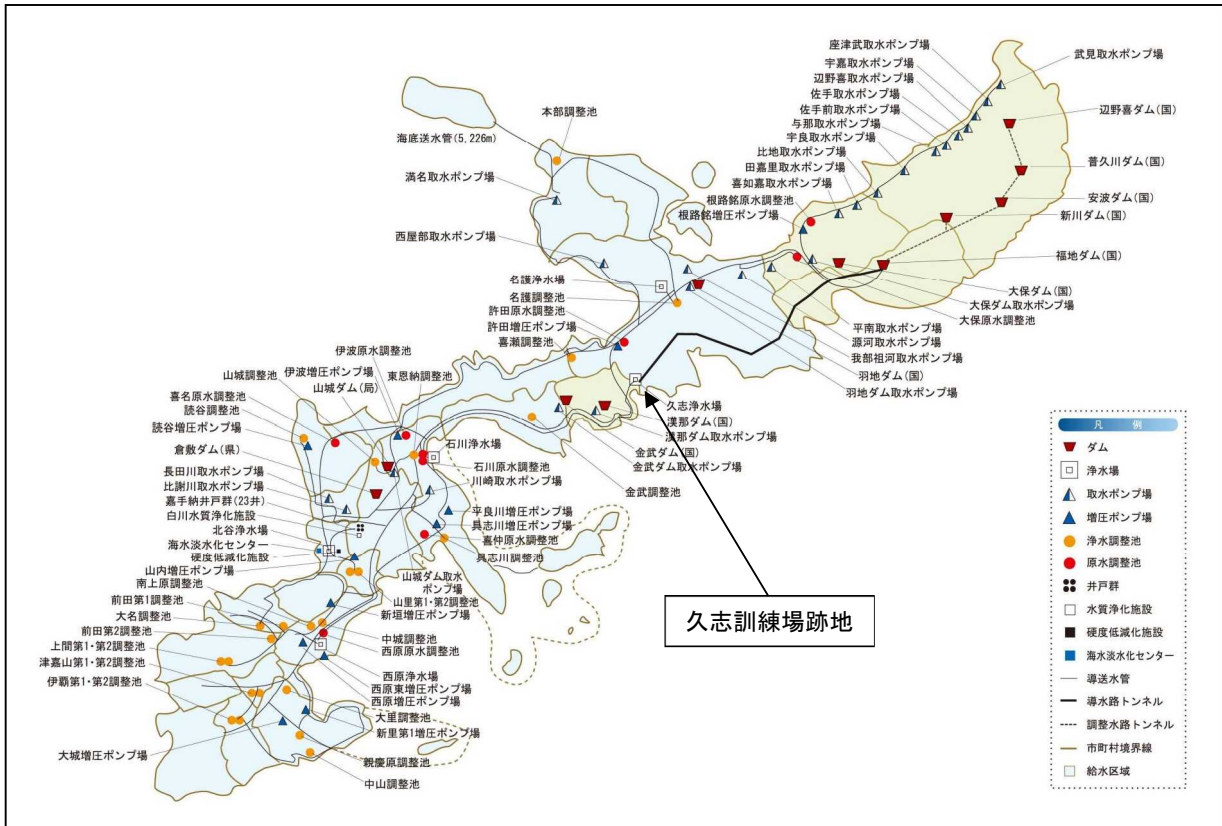 座津武取水ポンプ場
宇嘉取水ポンプ場
辺野喜取水ポンプ場
佐手取水ポンプ場
佐手前取水ポンプ場
与那取水ポンプ場
宇良取水ポンプ場
比地取水ポンプ場
田嘉里取水ポンプ場
喜如嘉取水ポンプ場
根路銘原水調整池
根路銘増圧ポンプ場
武見取水ポンプ場
辺野喜ダム(国)
普久川ダム(国)
安波ダム(国)
新川ダム(国)
福地ダム(国)
大保ダム(国)
大保ダム取水ポンプ場
大保原水調整池
平南取水ポンプ場
源河取水ポンプ場
我部祖河取水ポンプ場
羽地ダム(国)
羽地ダム取水ポンプ場
本部調整池
海底送水管(5,226m)
満名取水ポンプ場
西屋部取水ポンプ場
名護浄水場
名護調整池
許田原水調整池
許田増圧ポンプ場
喜瀬調整池
久志浄水場
漢那ダム(国)
漢那ダム取水ポンプ場
金武ダム(国)
金武ダム取水ポンプ場
金武調整池
伊波原水調整池
伊波増圧ポンプ場
東恩納調整池
山城調整池
山城ダム(局)
喜名原水調整池
読谷調整池
読谷増圧ポンプ場
倉敷ダム(県)
長田川取水ポンプ場
比謝川取水ポンプ場
嘉手納井戸群(23井)
白川水質浄化施設
北谷浄水場
海水淡水化センター
硬度低減化施設
山内増圧ポンプ場
南上原調整池
前田第1調整池
大名調整池
前田第2調整池
上間第1・第2調整池
津嘉山第1・第2調整池
伊覇第1・第2調整池
大城増圧ポンプ場
石川浄水場
石川原水調整池
川崎取水ポンプ場
平良川増圧ポンプ場
具志川増圧ポンプ場
喜仲原水調整池
具志川調整池
山城ダム取水
ポンプ場
山里第1・第2調整池
新垣増圧ポンプ場
中城調整池
西原原水調整池
西原浄水場
西原東増圧ポンプ場
西原増圧ポンプ場
大里調整池
新里第1増圧ポンプ場
親慶原調整池
中山調整池
久志訓練場跡地
凡例
ダム
浄水場
取水ポンプ場
増圧ポンプ場
浄水調整池
原水調整池
井戸群
水質浄化施設
硬度低減化施設
海水淡水化センター
導送水管
導水路トンネル
調整水路トンネル
市町村境界線
給水区域